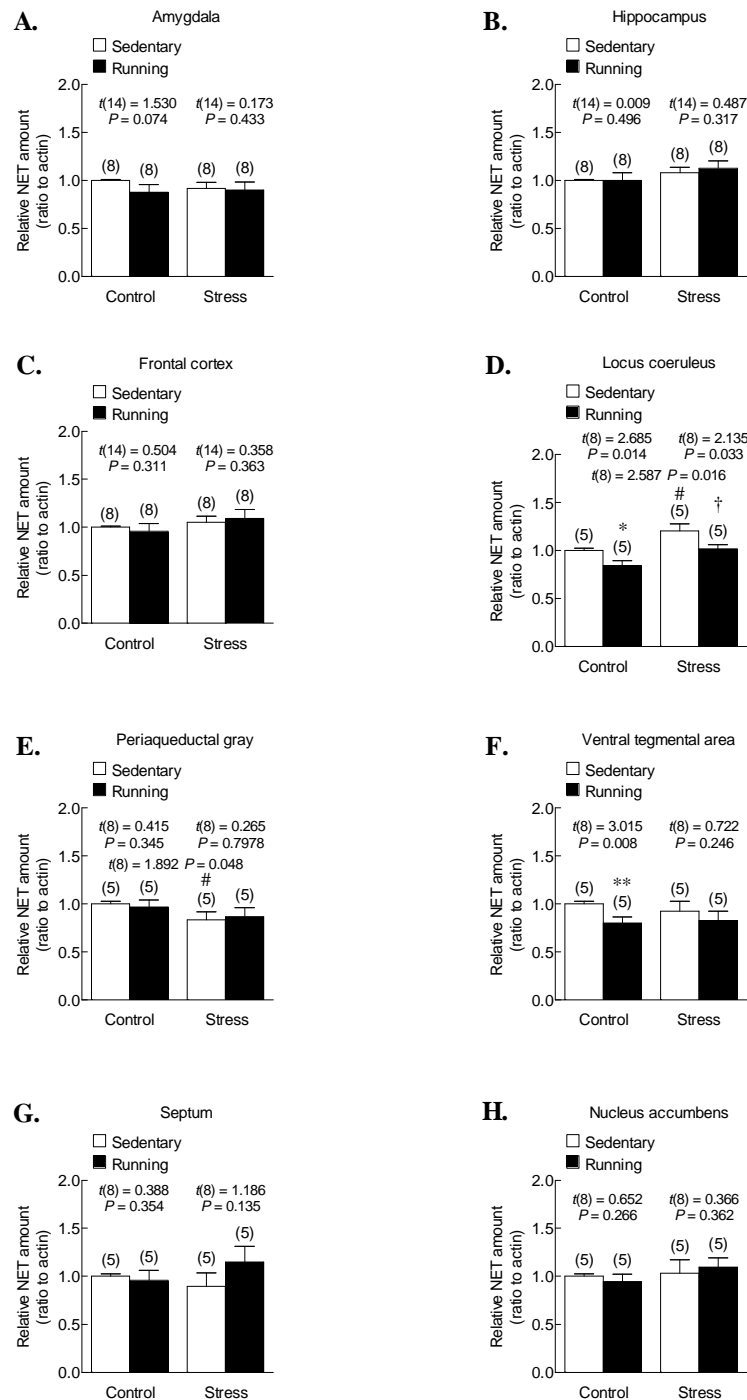 A.
Amygdala
Sedentary
Running
Relative NET amount
(ratio to actin)
2.0
1.5
1.0
0.5
0.0
t(14) = 1.530
P = 0.074
t(14) = 0.173
P = 0.433
(8)
(8)
(8)
(8)
Control
Stress
B.
Hippocampus
Sedentary
Running
Relative NET amount
(ratio to actin)
2.0
1.5
1.0
0.5
0.0
t(14) = 0.009
P = 0.496
t(14) = 0.487
P = 0.317
(8)
(8)
(8)
(8)
Control
Stress
C.
Frontal cortex
Sedentary
Running
Relative NET amount
(ratio to actin)
2.0
1.5
1.0
0.5
0.0
t(14) = 0.504
P = 0.311
t(14) = 0.358
P = 0.363
(8)
(8)
(8)
(8)
Control
Stress
D.
Locus coeruleus
Sedentary
Running
Relative NET amount
(ratio to actin)
2.0
1.5
1.0
0.5
0.0
t(8) = 2.685
P = 0.014
t(8) = 2.135
P = 0.033
t(8) = 2.587 P = 0.016
(5)
*
(5)
#
(5)
†
(5)
Control
Stress
E.
Periaqueductal gray
Sedentary
Running
Relative NET amount
(ratio to actin)
2.0
1.5
1.0
0.5
0.0
t(8) = 0.415
P = 0.345
t(8) = 0.265
P = 0.7978
t(8) = 1.892 P = 0.048
(5)
(5)
#
(5)
(5)
Control
Stress
F.
Ventral tegmental area
Sedentary
Running
Relative NET amount
(ratio to actin)
2.0
1.5
1.0
0.5
0.0
t(8) = 3.015
P = 0.008
t(8) = 0.722
P = 0.246
(5)
**
(5)
(5)
(5)
Control
Stress
G.
Septum
Sedentary
Running
Relative NET amount
(ratio to actin)
2.0
1.5
1.0
0.5
0.0
t(8) = 0.388
P = 0.354
t(8) = 1.186
P = 0.135
(5)
(5)
(5)
(5)
Control
Stress
H.
Nucleus accumbens
Sedentary
Running
Relative NET amount
(ratio to actin)
2.0
1.5
1.0
0.5
0.0
t(8) = 0.652
P = 0.266
t(8) = 0.366
P = 0.362
(5)
(5)
(5)
(5)
Control
Stress